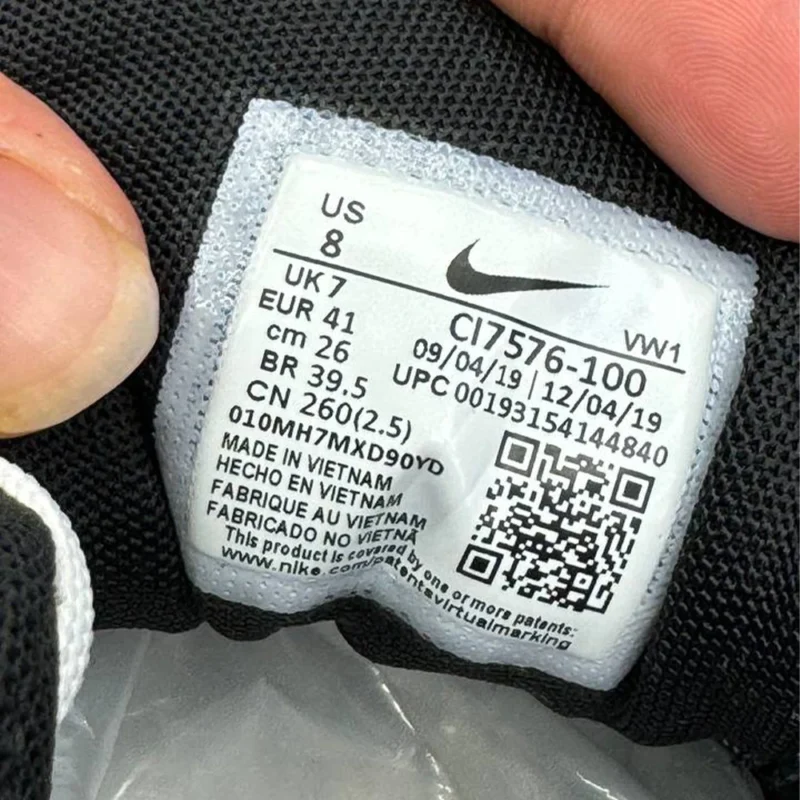 US
8
UK 7
EUR 41
cm 26
BR 39.5
CN 260(2.5)
010MH7MXD90YD
VW1
CI7576-100
09/04/19 | 12/04/19
UPC 00193154144840
MADE IN VIETNAM
HECHO EN VIETNAM
FABRIQUE AU VIETNAM
FABRICADO NO VIETNÃ
This product is covered by one or more patents:
www.nike.com/patentsvirtualmarking